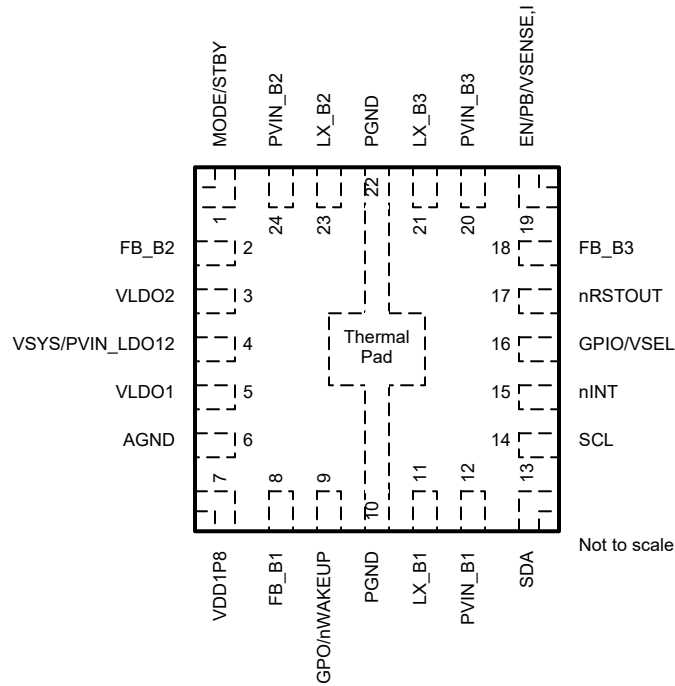 MODE/STBY
PVIN_B2
LX_B2
PGND
LX_B3
PVIN_B3
EN/PB/VSENSE,I
1
24
23
22
21
20
19
FB_B2
2
18
FB_B3
VLDO2
3
17
nRSTOUT
VSYS/PVIN_LDO12
4
Thermal
Pad
16
GPIO/VSEL
VLDO1
5
15
nINT
AGND
6
14
SCL
7
8
9
10
11
12
13
VDD1P8
FB_B1
GPO/nWAKEUP
PGND
LX_B1
PVIN_B1
SDA
Not to scale